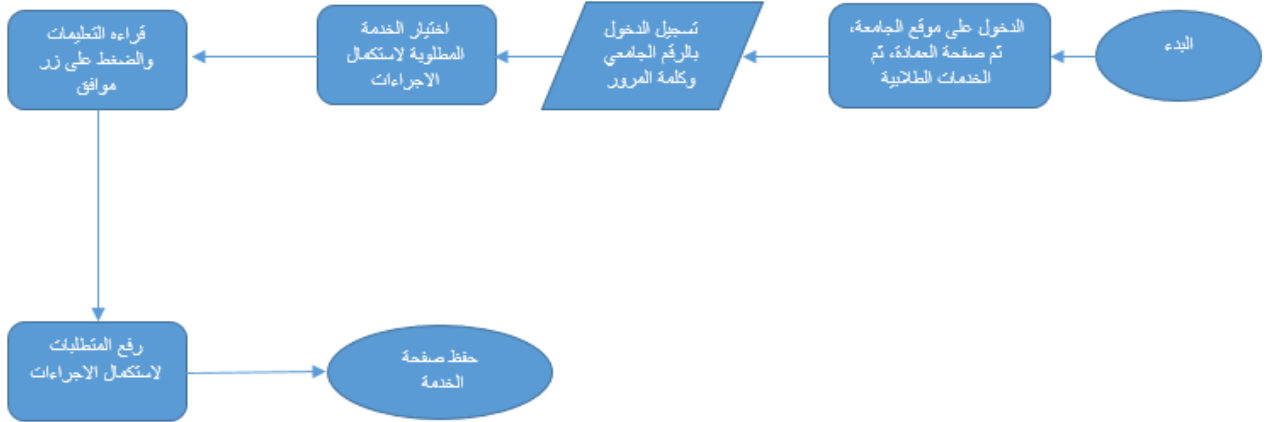 البدء
الدخول على موقع الجامعة،
ثم صفحة العمادة، ثم
الخدمات الطلابية
تسجيل الدخول
بالرقم الجامعي
وكلمة المرور
اختيار الخدمة
المطلوبة لاستكمال
الاجراءات
قراءه التعليمات
والضغط على زر
موافق
رفع المتطلبات
لاستكمال الاجراءات
حفظ صفحة
الخدمة